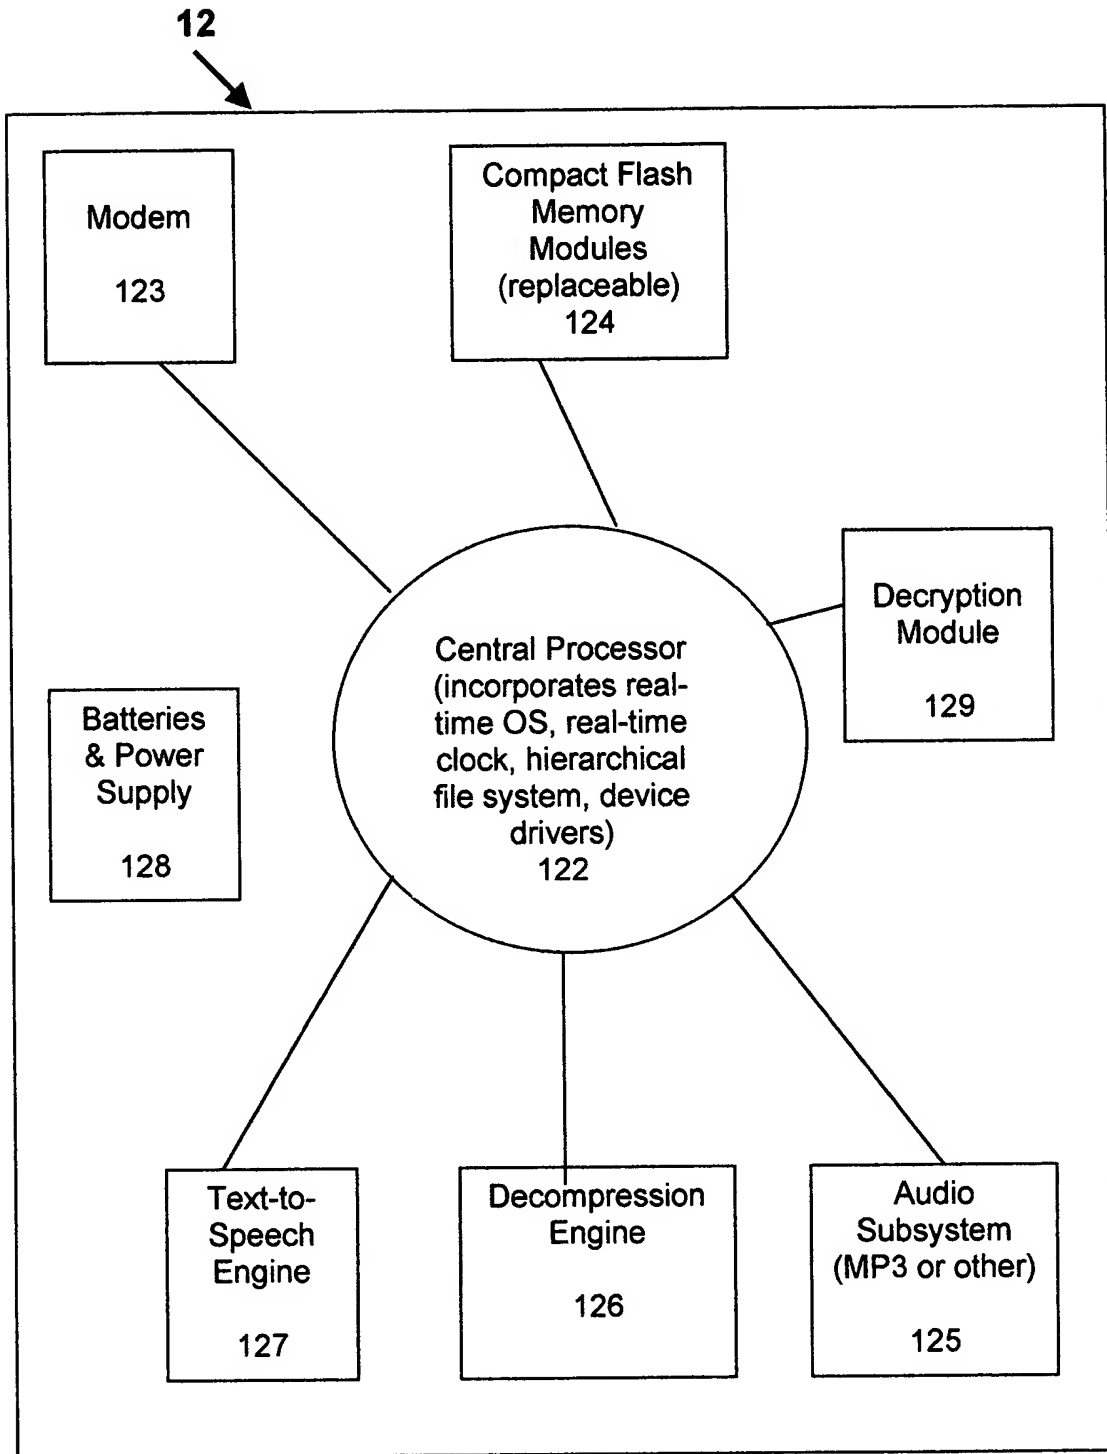 12
Modem
123
Compact Flash
Memory
Modules
(replaceable)
124
Decryption
Module
129
Central Processor
(incorporates real-
time OS, real-time
clock, hierarchical
file system, device
drivers)
122
Batteries
& Power
Supply
128
Text-to-
Speech
Engine
127
Decompression
Engine
126
Audio
Subsystem
(MP3 or other)
125